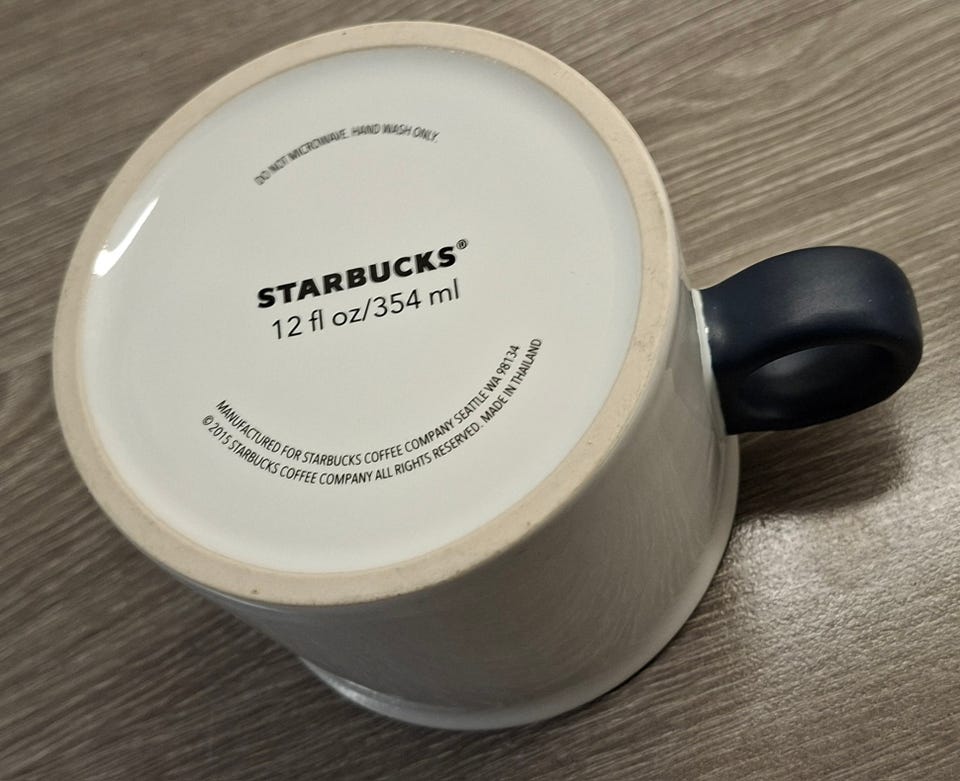 DO NOT MICROWAVE. HAND WASH ONLY.
STARBUCKS®
12 fl oz/354 ml
MANUFACTURED FOR STARBUCKS COFFEE COMPANY SEATTLE WA 98134
©2015 STARBUCKS COFFEE COMPANY ALL RIGHTS RESERVED. MADE IN THAILAND